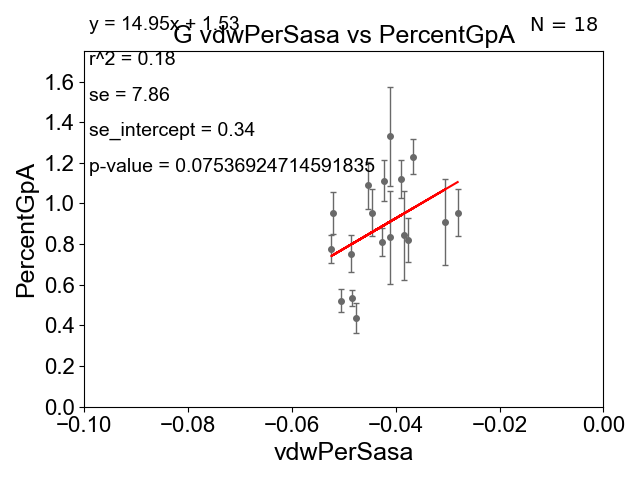 y = 14.95x + 1.53
N = 18
G vdwPerSasa vs PercentGpA
r^2 = 0.18
se = 7.86
se_intercept = 0.34
p-value = 0.07536924714591835
PercentGpA
1.6
1.4
1.2
1.0
0.8
0.6
0.4
0.2
0.0
−0.10
−0.08
−0.06
−0.04
−0.02
0.00
vdwPerSasa